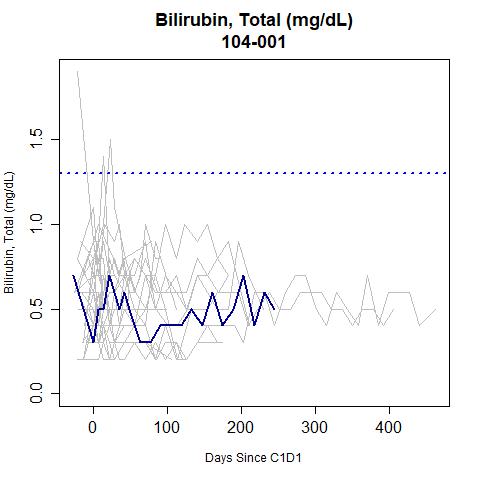 Bilirubin, Total (mg/dL)
104-001
Bilirubin, Total (mg/dL)
1.5
1.0
0.5
0.0
0 100 200 300 400
Days Since C1D1